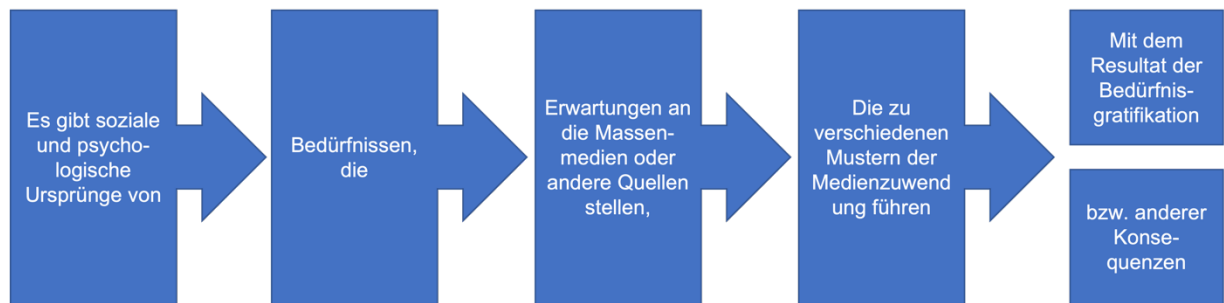 Es gibt soziale
und psycho-
logische
Ursprünge von
Bedürfnissen,
die
Erwartungen an
die Massen-
medien oder
andere Quellen
stellen,
Die zu
verschiedenen
Mustern der
Medienzuwend
ung führen
Mit dem
Resultat der
Bedürfnis-
gratifikation
bzw. anderer
Konse-
quenzen